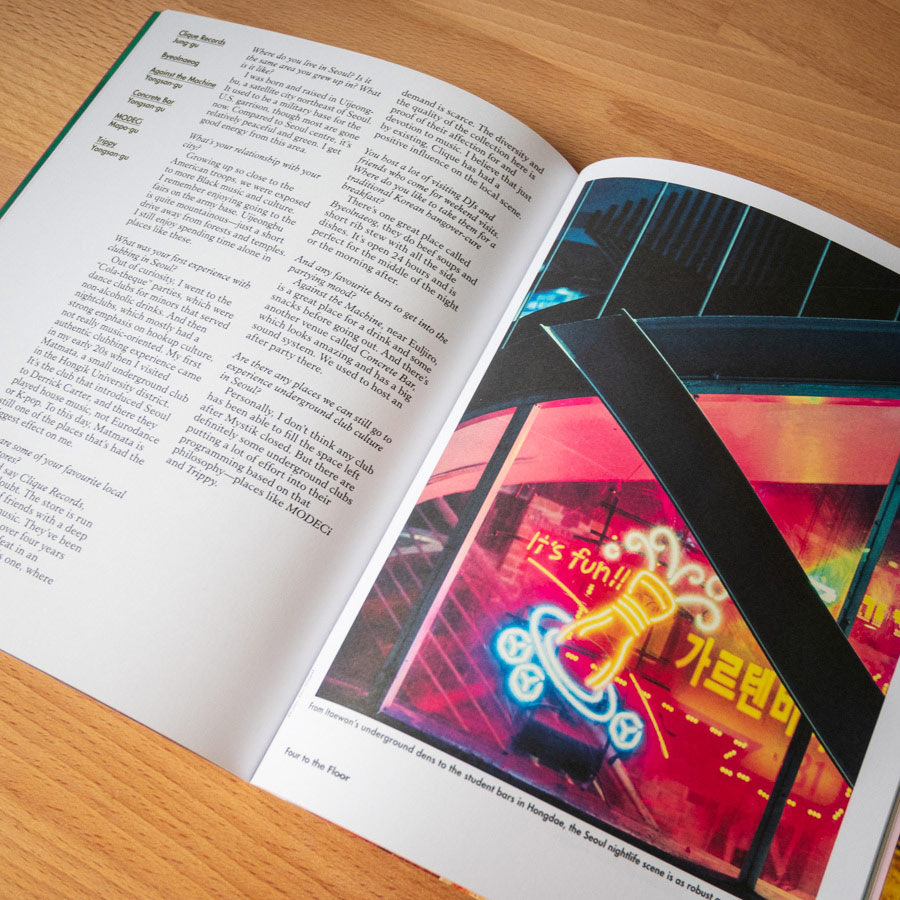 Clique Records
Jung-gu
Byeolnaeog
Against the Machine
Yongsan-gu
Concrete Bar
Yongsan-gu
MODECi
Mapo-gu
Trippy
Yongsan-gu
Where do you live in Seoul? Is it
the same area you grew up in? What
is it like?
I was born and raised in Uijeong-
bu, a satellite city northeast of Seoul.
It used to be a military base for the
U.S. garrison, though most are gone
now. Compared to Seoul centre, it's
relatively peaceful and green. I get
good energy from this area.
What's your relationship with your
city?
Growing up so close to the
American troops, we were exposed
to more Black music and culture.
I remember enjoying going to the
fairs on the army base. Uijeongbu
is quite mountainous—just a short
drive away from forests and temples.
I still enjoy spending time alone in
places like these.
What was your first experience with
clubbing in Seoul?
Out of curiosity, I went to the
"Cola-theque" parties, which were
dance clubs for minors that served
non-alcoholic drinks. And then
nightclubs, which mostly had a
strong emphasis on hookup culture,
not really music-oriented. My first
authentic clubbing experience came
in my early-20s when I visited
Matmata, a small underground club
in the Hongik University district.
It's the club that introduced Seoul
to Derrick Carter, and there they
played house music, not Eurodance
or K-pop. To this day, Matmata is
still one of the places that's had the
biggest effect on me.
are some of your favourite local
stores?
say Clique Records,
doubt. The store is run
friends with a deep
music. They've been
over four years
feat in an
one, where
demand is scarce. The diversity and
the quality of the collection here is
proof of their affection for and
devotion to music. I believe that just
by existing, Clique has had a
positive influence on the local scene.
You host a lot of visiting DJs and
friends who come for weekend visits.
Where do you like to take them for a
traditional Korean hangover-cure
breakfast?
There's one great place called
Byeolnaeog, they do beef soups and
short rib stew with all the side
dishes. It's open 24 hours and is
perfect for the middle of the night
or the morning after.
And any favourite bars to get into the
partying mood?
Against the Machine, near Euljiro,
is a great place for a drink and some
snacks before going out. And there's
another venue called Concrete Bar,
which looks amazing and has a big
sound system. We used to host an
after party there.
Are there any places we can still go to
experience underground club culture
in Seoul?
Personally, I don't think any club
has been able to fill the space left
after Mystik closed. But there are
definitely some underground clubs
putting a lot of effort into their
programming based on that
philosophy—places like MODECi
and Trippy.
It's fun!!
가르텐
From Itaewon's underground dens to the student bars in Hongdae, the Seoul nightlife scene is as robust
Four to the Floor